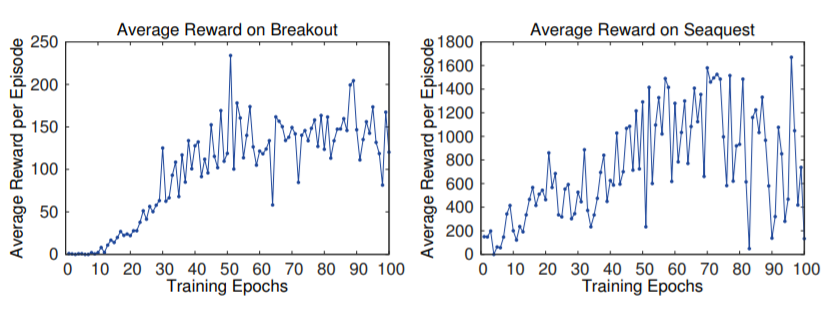 Average Reward on Breakout
Average Reward per Episode
250
200
150
100
50
0
0 10 20 30 40 50 60 70 80 90 100
Training Epochs
Average Reward on Seaquest
Average Reward per Episode
1800
1600
1400
1200
1000
800
600
400
200
0
0 10 20 30 40 50 60 70 80 90 100
Training Epochs